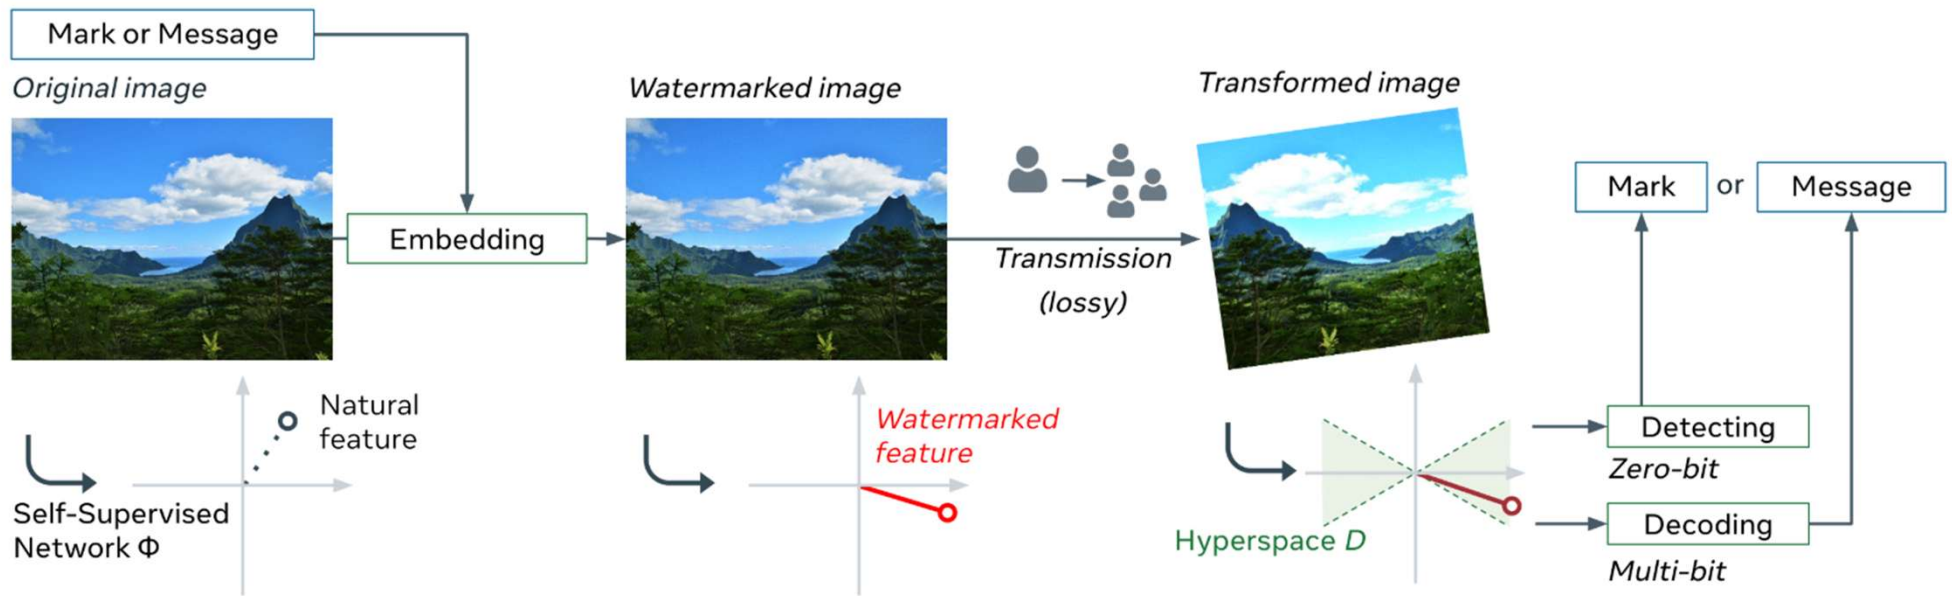 Mark or Message
Original image
Embedding
Natural
feature
Self-Supervised
Network Φ
Watermarked image
Watermarked
feature
Transmission
(lossy)
Transformed image
Hyperspace D
Mark or Message
Detecting
Zero-bit
Decoding
Multi-bit